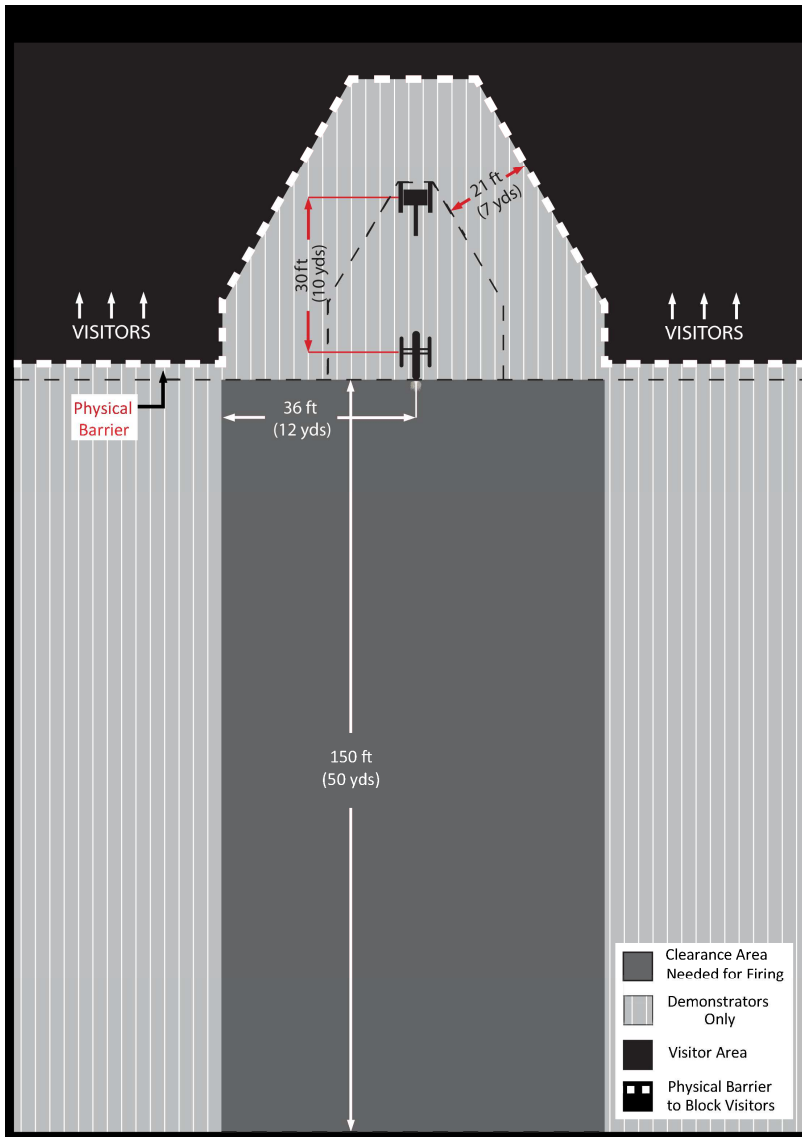 21 ft
(7 yds)
30 ft
(10 yds)
VISITORS
VISITORS
Physical
Barrier
36 ft
(12 yds)
150 ft
(50 yds)
Clearance Area
Needed for Firing
Demonstrators
Only
Visitor Area
Physical Barrier
to Block Visitors